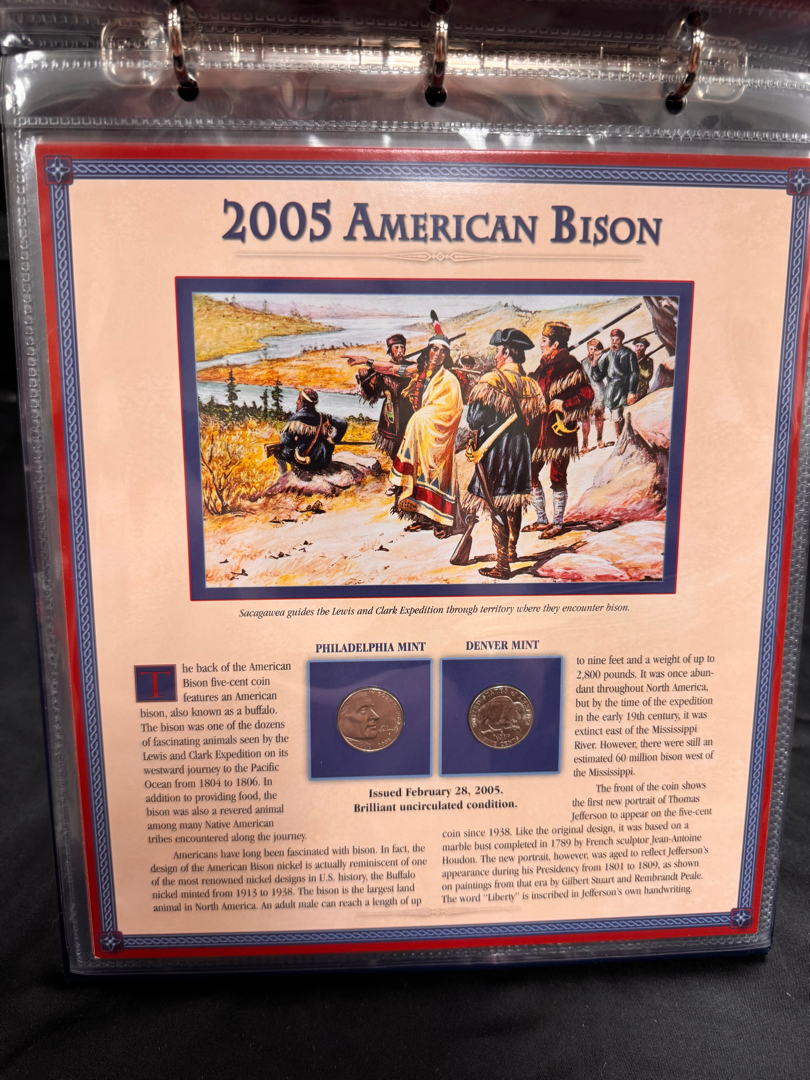 2005 AMERICAN BISON
Sacagawea guides the Lewis and Clark Expedition through territory where they encounter bison.
PHILADELPHIA MINT
DENVER MINT
The back of the American
Bison five-cent coin
features an American
bison, also known as a buffalo.
The bison was one of the dozens
of fascinating animals seen by the
Lewis and Clark Expedition on its
westward journey to the Pacific
Ocean from 1804 to 1806. In
addition to providing food, the
bison was also a revered animal
among many Native American
tribes encountered along the journey.
Americans have long been fascinated with bison. In fact, the
design of the American Bison nickel is actually reminiscent of one
of the most renowned nickel designs in U.S. history, the Buffalo
nickel minted from 1913 to 1938. The bison is the largest land
animal in North America. An adult male can reach a length of up
Issued February 28, 2005.
Brilliant uncirculated condition.
to nine feet and a weight of up to
2,800 pounds. It was once abun-
dant throughout North America,
but by the time of the expedition
in the early 19th century, it was
extinct east of the Mississippi
River. However, there were still an
estimated 60 million bison west of
the Mississippi.
The front of the coin shows
the first new portrait of Thomas
Jefferson to appear on the five-cent
coin since 1938. Like the original design, it was based on a
marble bust completed in 1789 by French sculptor Jean-Antoine
Houdon. The new portrait, however, was aged to reflect Jefferson's
appearance during his Presidency from 1801 to 1809, as shown
on paintings from that era by Gilbert Stuart and Rembrandt Peale.
The word "Liberty" is inscribed in Jefferson's own handwriting.